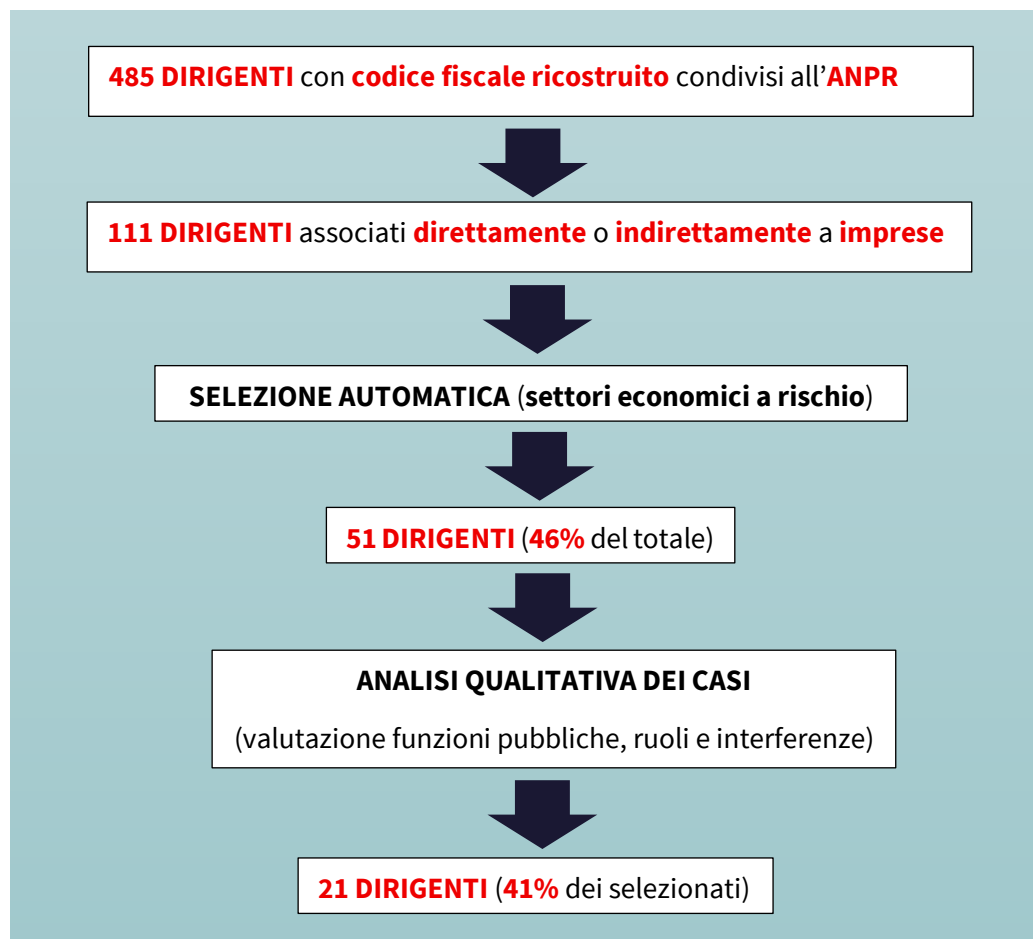 485 DIRIGENTI con codice fiscale ricostruito condivisi all’ANPR
111 DIRIGENTI associati direttamente o indirettamente a imprese
SELEZIONE AUTOMATICA (settori economici a rischio)
51 DIRIGENTI (46% del totale)
ANALISI QUALITATIVA DEI CASI
(valutazione funzioni pubbliche, ruoli e interferenze)
21 DIRIGENTI (41% dei selezionati)